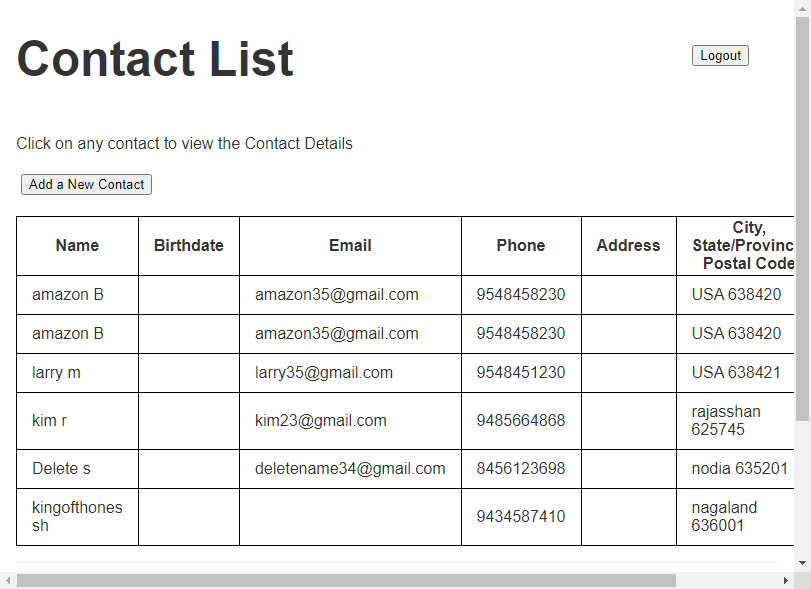 Contact List
Logout
Click on any contact to view the Contact Details
Add a New Contact
Name Birthdate Email Phone Address City, State/Provinc Postal Code
amazon B amazon35@gmail.com 9548458230 USA 638420
amazon B amazon35@gmail.com 9548458230 USA 638420
larry m larry35@gmail.com 9548451230 USA 638421
kim r kim23@gmail.com 9485664868 rajasshan 625745
Delete s deletename34@gmail.com 8456123698 nodia 635201
kingofthones sh 9434587410 nagaland 636001